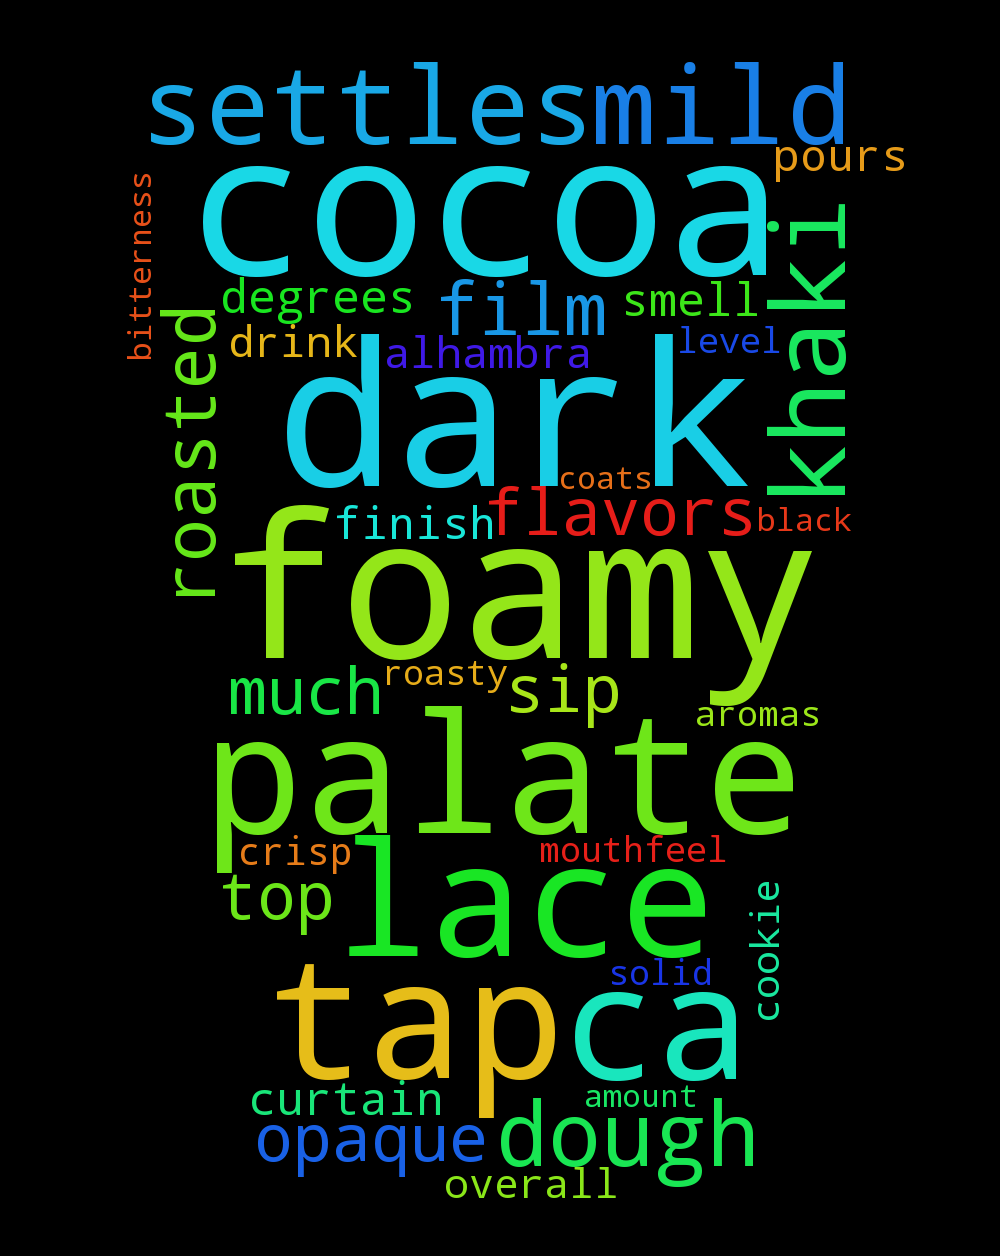 settles mild
pours
cocoa
bitterness
khaki
degrees film smell
roasted
drink alhambra level
dark
coats
finish flavors black
foamy
much roasty sip
aromas
palate
crisp mouthfeel
top lace
cookie
solid
tap ca
curtain amount
opaque dough
overall